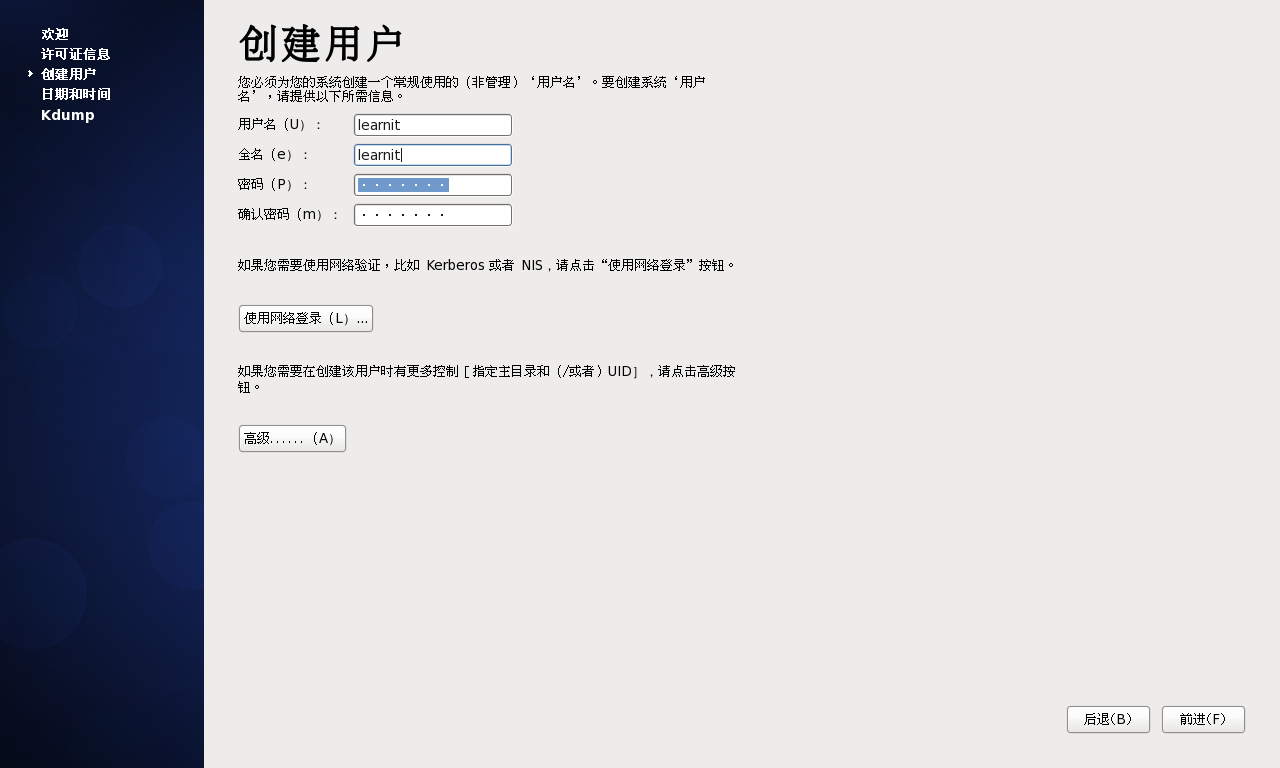 欢迎
许可证信息
创建用户
日期和时间
Kdump
创建用户
您必须为您的系统创建一个常规使用的（非管理）‘用户名’。要创建系统‘用户
名’，请提供以下所需信息。
用户名（U）： learnit
全名（e）： learnit
密码（P）： ·······
确认密码（m）： ·······
如果您需要使用网络验证，比如 Kerberos 或者 NIS，请点击“使用网络登录”按钮。
使用网络登录（L）...
如果您需要在创建该用户时有更多控制［指定主目录和（/或者）UID］，请点击高级按
钮。
高级......（A）
后退(B) 前进(F)